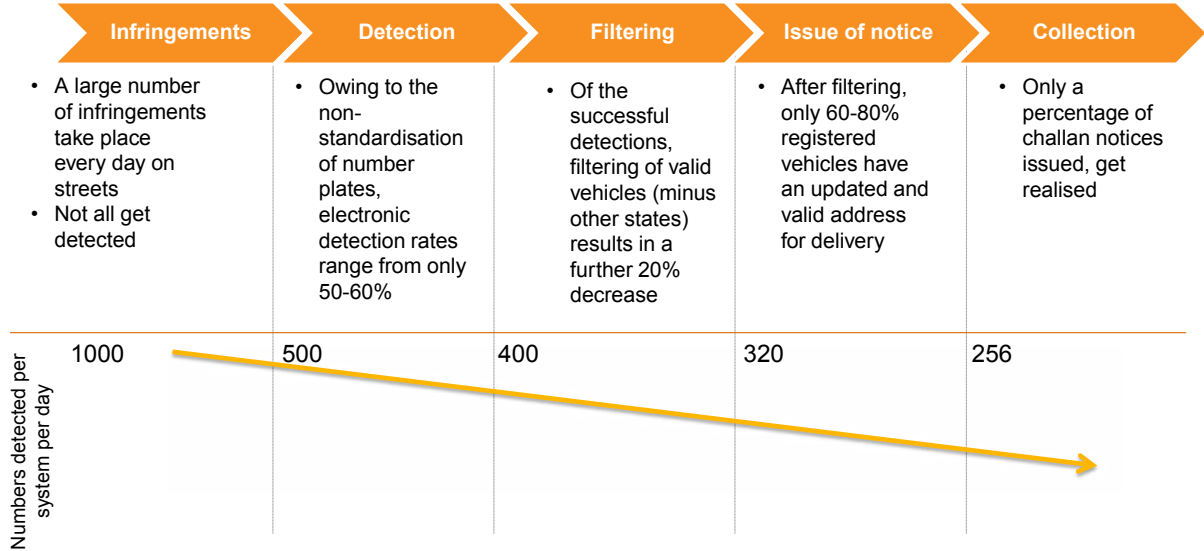 Infringements
Detection
Filtering
Issue of notice
Collection
• A large number
of infringements
take place
every day on
streets
• Not all get
detected
• Owing to the
non-
standardisation
of number
plates,
electronic
detection rates
range from only
50-60%
• Of the
successful
detections,
filtering of valid
vehicles (minus
other states)
results in a
further 20%
decrease
• After filtering,
only 60-80%
registered
vehicles have
an updated and
valid address
for delivery
• Only a
percentage of
challan notices
issued, get
realised
Numbers detected per
system per day
1000
500
400
320
256